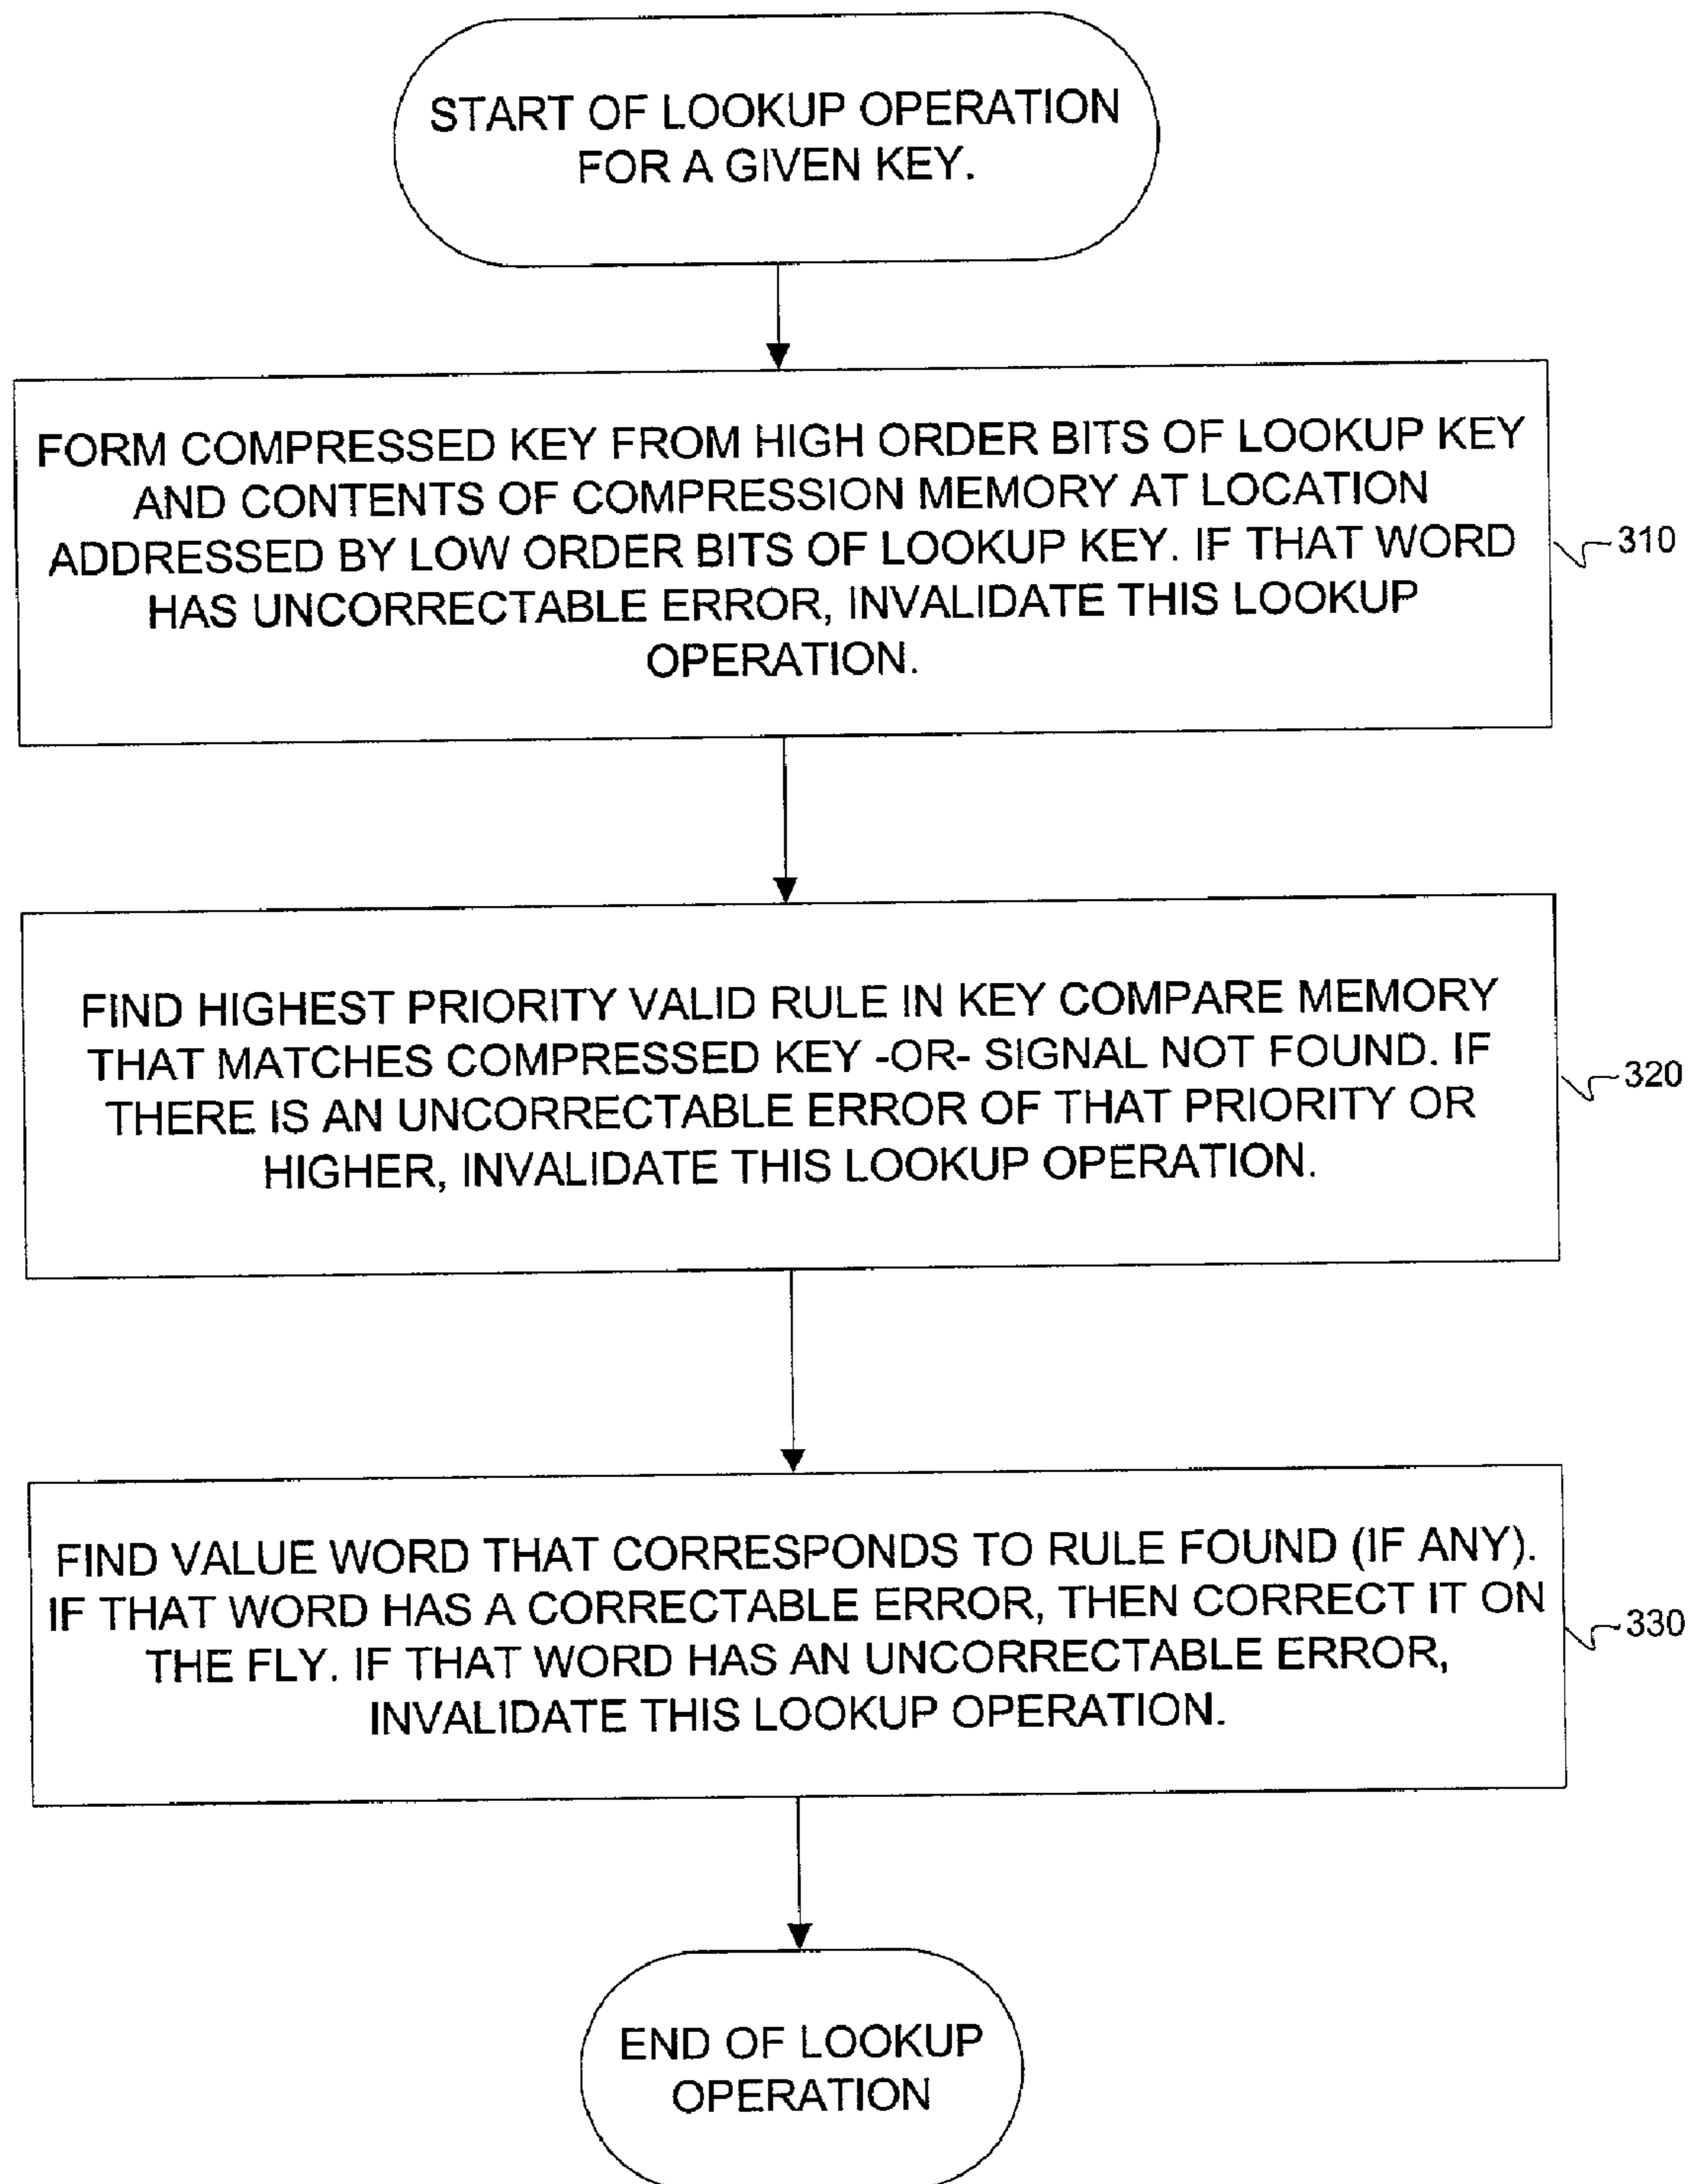 START OF LOOKUP OPERATION
FOR A GIVEN KEY.
FORM COMPRESSED KEY FROM HIGH ORDER BITS OF LOOKUP KEY
AND CONTENTS OF COMPRESSION MEMORY AT LOCATION
ADDRESSED BY LOW ORDER BITS OF LOOKUP KEY. IF THAT WORD
HAS UNCORRECTABLE ERROR, INVALIDATE THIS LOOKUP
OPERATION.
310
FIND HIGHEST PRIORITY VALID RULE IN KEY COMPARE MEMORY
THAT MATCHES COMPRESSED KEY -OR- SIGNAL NOT FOUND. IF
THERE IS AN UNCORRECTABLE ERROR OF THAT PRIORITY OR
HIGHER, INVALIDATE THIS LOOKUP OPERATION.
320
FIND VALUE WORD THAT CORRESPONDS TO RULE FOUND (IF ANY).
IF THAT WORD HAS A CORRECTABLE ERROR, THEN CORRECT IT ON
THE FLY. IF THAT WORD HAS AN UNCORRECTABLE ERROR,
INVALIDATE THIS LOOKUP OPERATION.
330
END OF LOOKUP
OPERATION